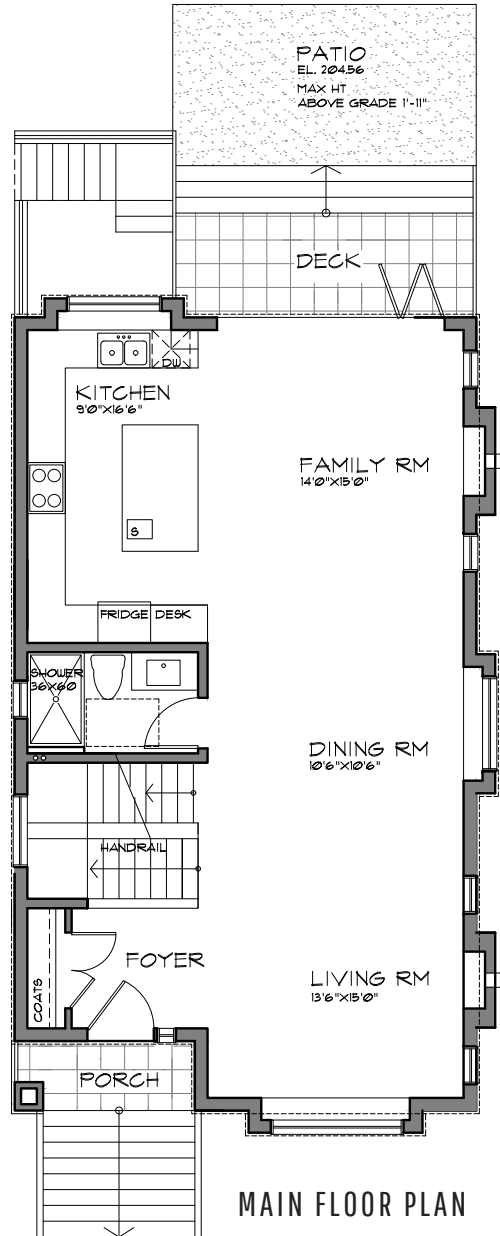 PATIO
EL. 204.56
MAX HT
ABOVE GRADE 1'-11"
DECK
DW
KITCHEN
9'0"X16'6"
FAMILY RM
14'0"X15'0"
S
FRIDGE DESK
SHOWER
36X60
DINING RM
10'6"X10'6"
HANDRAIL
FOYER
COATS
LIVING RM
13'6"X15'0"
PORCH
MAIN FLOOR PLAN